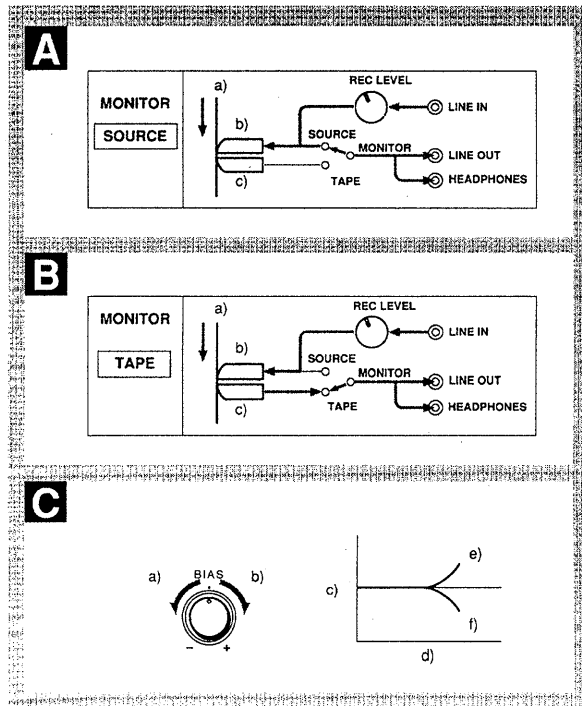 A
a)
REC LEVEL
MONITOR
LINE IN
b)
SOURCE
SOURCE
MONITOR
LINE OUT
c)
TAPE
HEADPHONES
B
a)
REC LEVEL
MONITOR
LINE IN
b)
SOURCE
TAPE
MONITOR
LINE OUT
c)
TAPE
HEADPHONES
C
a)
BIAS
b)
e)
c)
f)
- +
d)